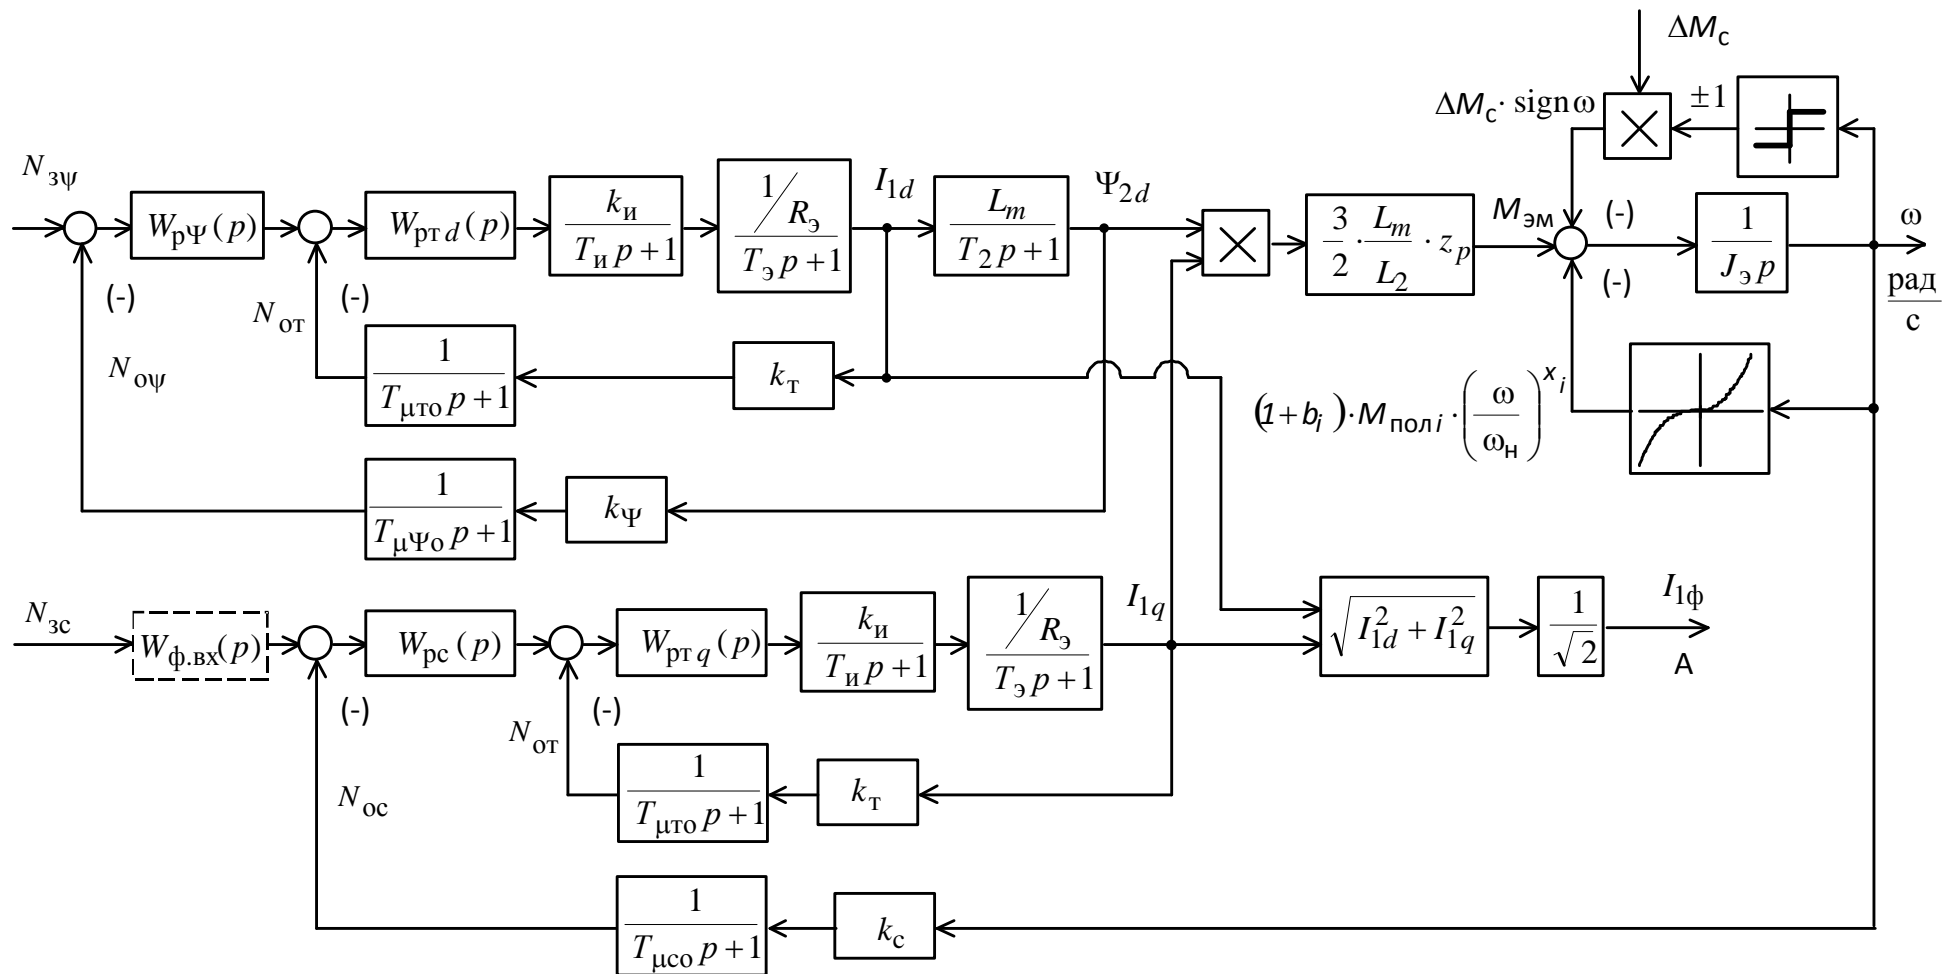 ΔMс
ΔMс · sign ω
±1
Nзψ
WрΨ(p)
Wрт d(p)
kи
Tи p + 1
1/Rэ
Tэ p + 1
I1d
Lm
T2 p + 1
Ψ2d
3/2 · Lm/L2 · zp
Mэм
(-)
(-)
1
Jэ p
ω
рад
с
(-)
(-)
Nот
Nоψ
1
Tμто p + 1
kт
(1 + bi) · Mпол i · (ω/ωн)^xi
1
TμΨо p + 1
kΨ
Nзс
Wф.вх(p)
Wрс(p)
Wрт q(p)
kи
Tи p + 1
1/Rэ
Tэ p + 1
I1q
√(I1d² + I1q²)
1
√2
I1ф
А
(-)
(-)
Nот
Nос
1
Tμто p + 1
kт
1
Tμсо p + 1
kс